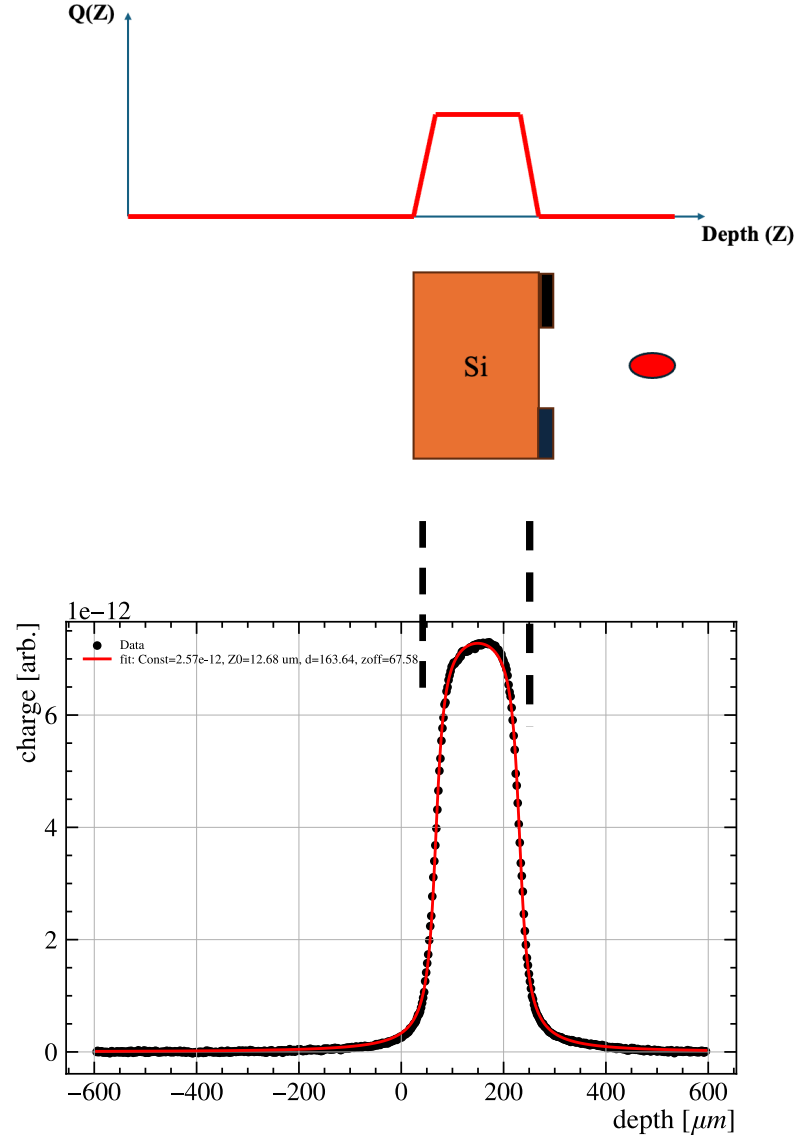 Q(Z)
Depth (Z)
Si
1e−12
Data
fit: Const=2.57e-12, Z0=12.68 um, d=163.64, zoff=67.58
charge [arb.]
6
4
2
0
−600 −400 −200 0 200 400 600
depth [μm]